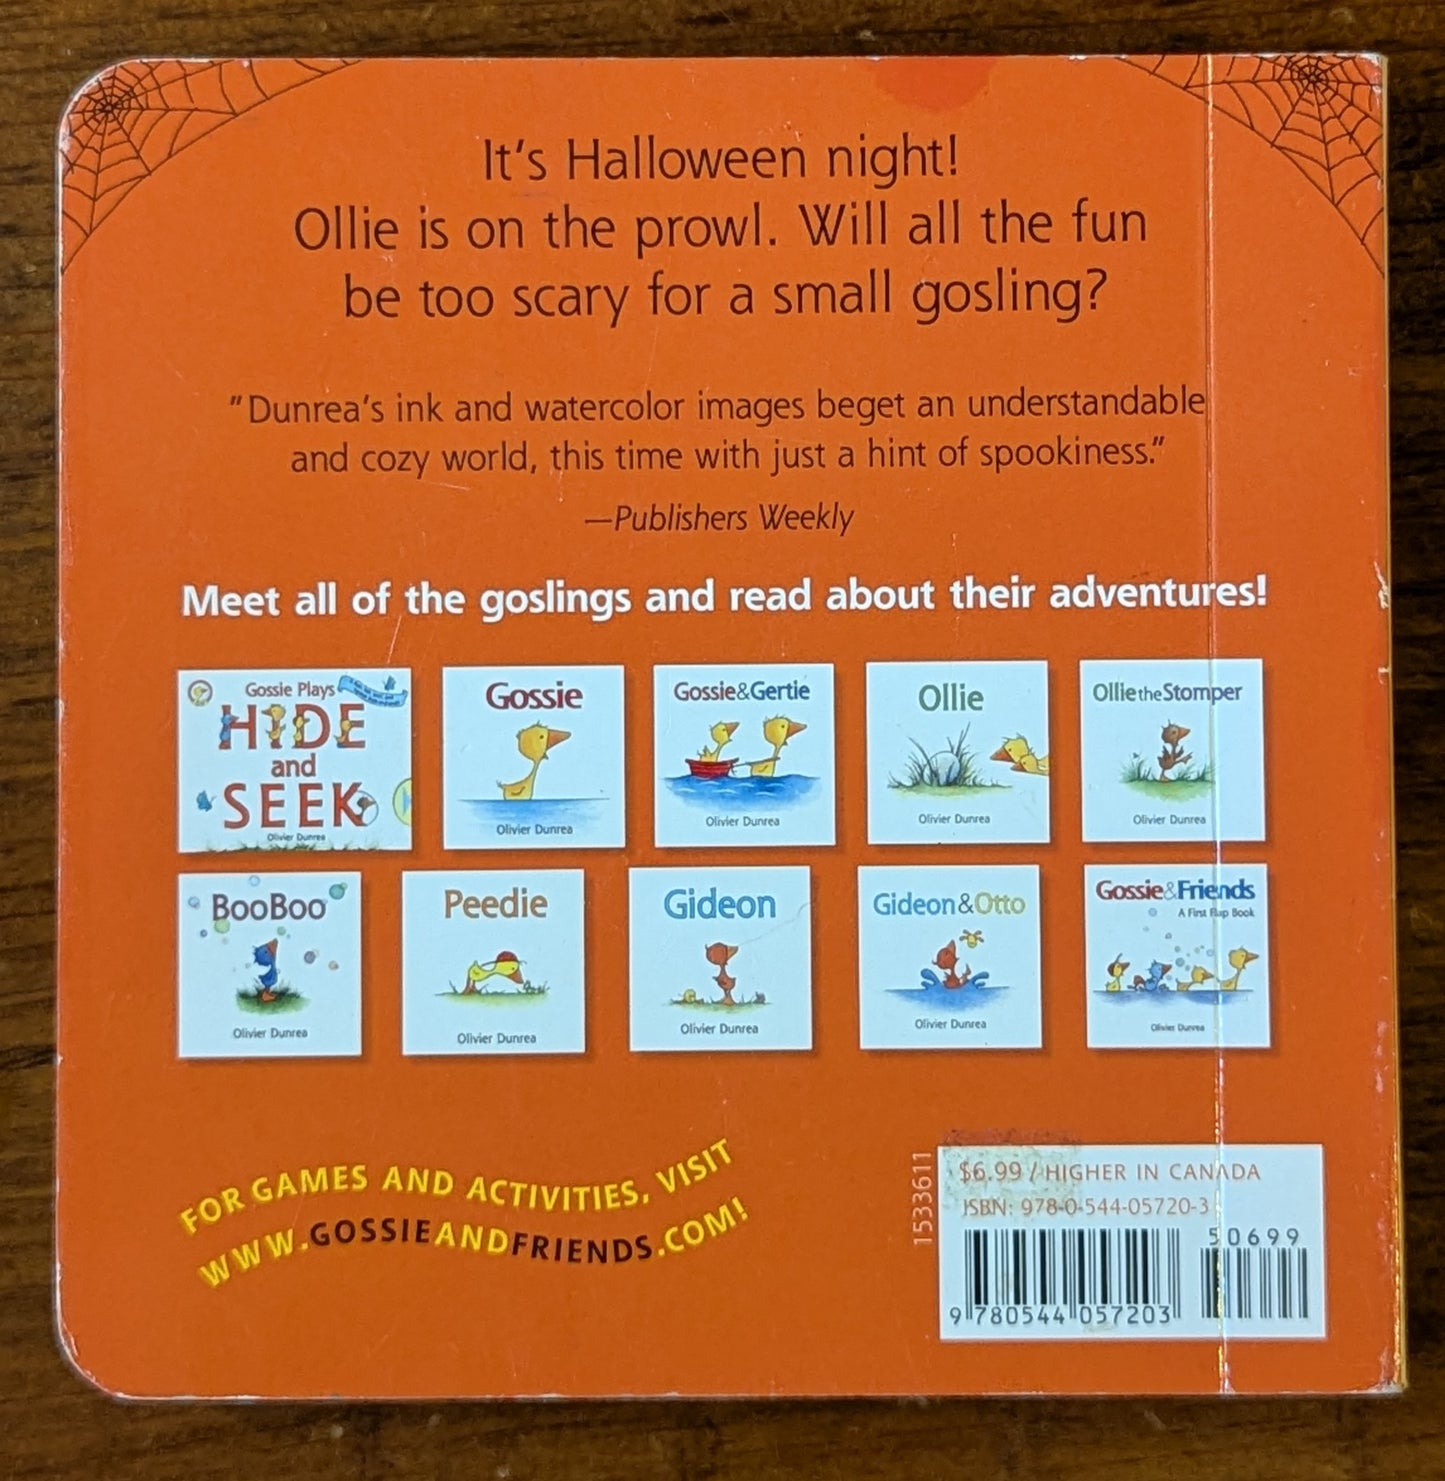 It's Halloween night!
Ollie is on the prowl. Will all the fun
be too scary for a small gosling?
"Dunrea's ink and watercolor images beget an understandable
and cozy world, this time with just a hint of spookiness."
—Publishers Weekly
Meet all of the goslings and read about their adventures!
Gossie Plays
HIDE
and
SEEK
Olivier Dunrea
Gossie
Olivier Dunrea
Gossie&Gertie
Olivier Dunrea
Ollie
Olivier Dunrea
Ollie the Stomper
Olivier Dunrea
BooBoo
Olivier Dunrea
Peedie
Olivier Dunrea
Gideon
Olivier Dunrea
Gideon&Otto
Olivier Dunrea
Gossie&Friends
A First Flap Book
Olivier Dunrea
FOR GAMES AND ACTIVITIES, VISIT
WWW.GOSSIEANDFRIENDS.COM!
1533611
$6.99 / HIGHER IN CANADA
ISBN: 978-0-544-05720-3
50699
9 780544 057203